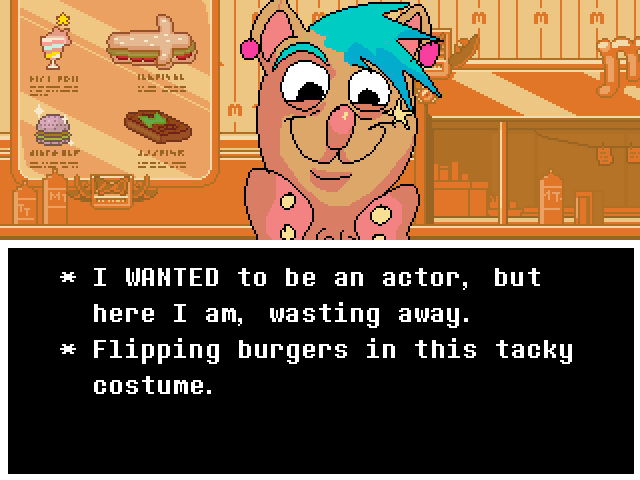 M M M
M
* I WANTED to be an actor, but
here I am, wasting away.
* Flipping burgers in this tacky
costume.